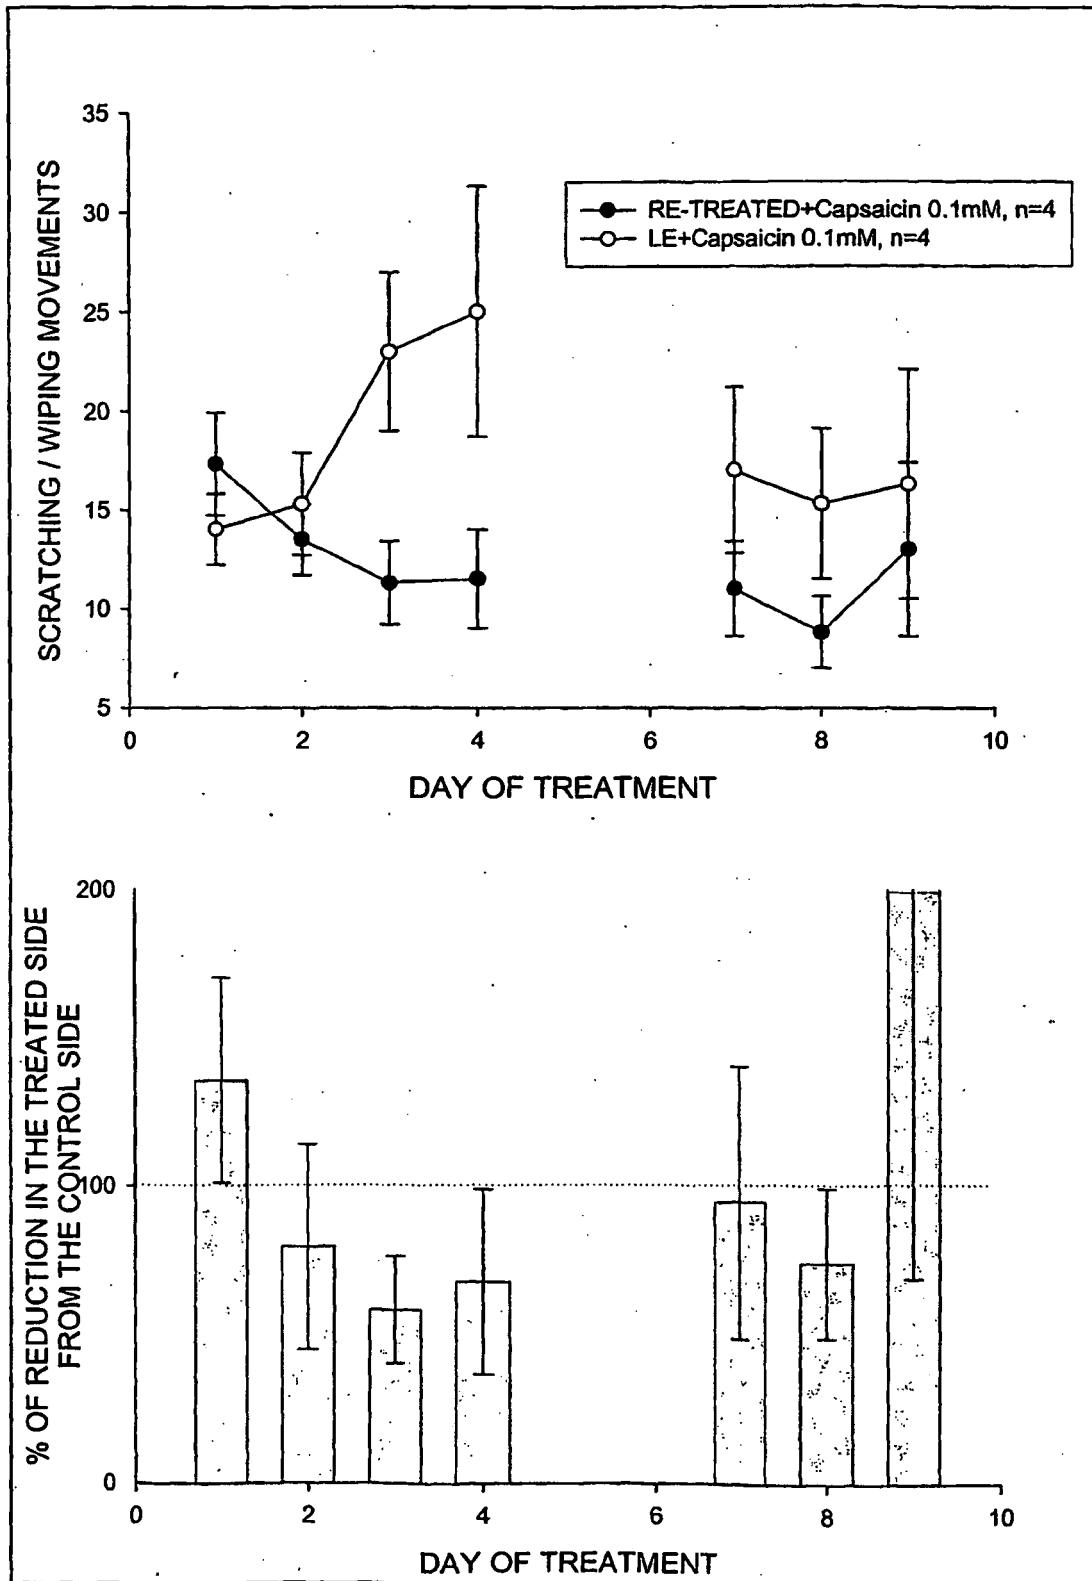 35
30
25
20
15
10
5
SCRATCHING / WIPING MOVEMENTS
RE-TREATED+Capsaicin 0.1mM, n=4
LE+Capsaicin 0.1mM, n=4
0 2 4 6 8 10
DAY OF TREATMENT
200
100
0
% OF REDUCTION IN THE TREATED SIDE
FROM THE CONTROL SIDE
0 2 4 6 8 10
DAY OF TREATMENT